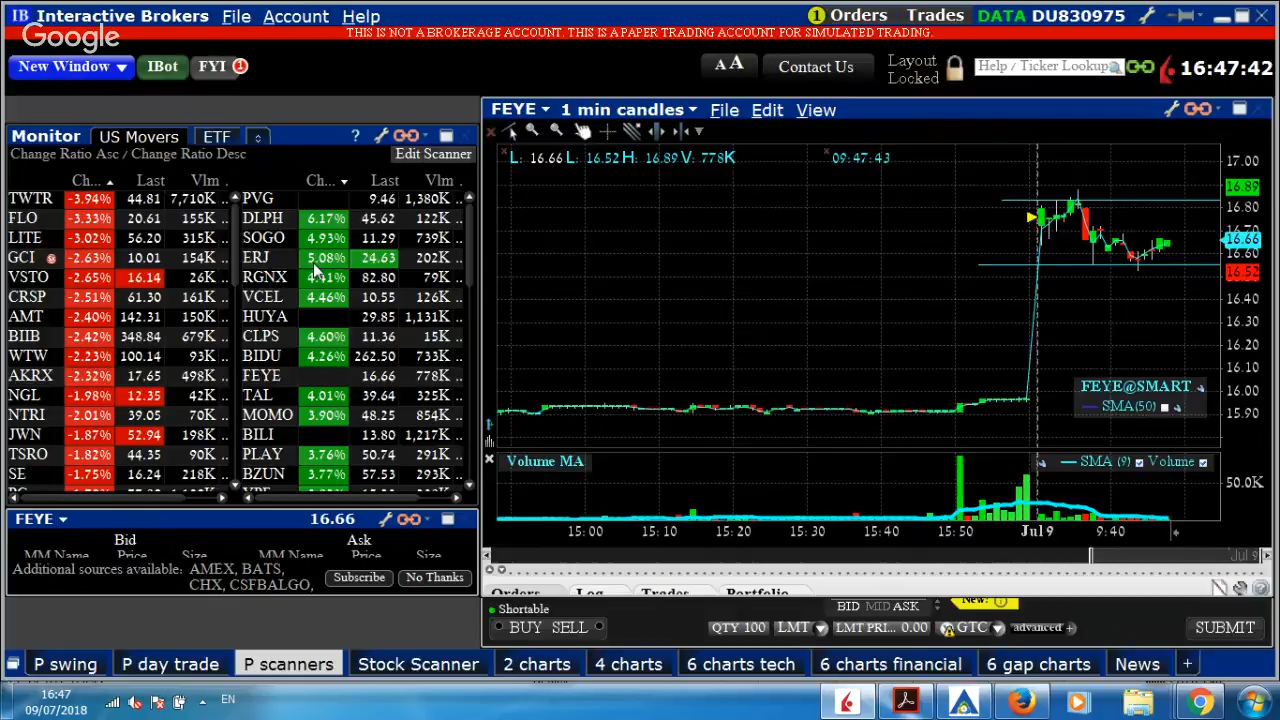 IB Interactive Brokers File Account Help 1 Orders Trades DATA DU830975
Google
THIS IS NOT A BROKERAGE ACCOUNT. THIS IS A PAPER TRADING ACCOUNT FOR SIMULATED TRADING.
New Window IBot FYI 1 A A Contact Us Layout Locked Help / Ticker Lookup 16:47:42
FEYE 1 min candles File Edit View
Monitor US Movers ETF ?
Change Ratio Asc / Change Ratio Desc Edit Scanner
Ch... Last Vlm Ch... Last Vlm
TWTR -3.94% 44.81 7,710K .. PVG 9.46 1,380K ..
FLO -3.33% 20.61 155K .. DLPH 6.17% 45.62 122K ..
LITE -3.02% 56.20 315K .. SOGO 4.93% 11.29 739K ..
GCI -2.63% 10.01 154K .. ERJ 5.08% 24.63 202K ..
VSTO -2.65% 16.14 26K .. RGNX 4.41% 82.80 79K ..
CRSP -2.51% 61.30 161K .. VCEL 4.46% 10.55 126K ..
AMT -2.40% 142.31 150K .. HUYA 29.85 1,131K ..
BIIB -2.42% 348.84 679K .. CLPS 4.60% 11.36 15K ..
WTW -2.23% 100.14 93K .. BIDU 4.26% 262.50 733K ..
AKRX -2.32% 17.65 498K .. FEYE 16.66 778K ..
NGL -1.98% 12.35 42K .. TAL 4.01% 39.64 325K ..
NTRI -2.01% 39.05 70K .. MOMO 3.90% 48.25 854K ..
JWN -1.87% 52.94 198K .. BILI 13.80 1,217K ..
TSRO -1.82% 44.35 90K .. PLAY 3.76% 50.74 293K ..
SE -1.75% 16.24 218K .. BZUN 3.77% 57.53 293K ..
L: 16.66 L: 16.52 H: 16.89 V: 778K 09:47:43
17.00
16.89
16.80
16.70
16.66
16.60
16.52
16.40
16.30
16.20
16.10
16.00
15.90
FEYE@SMART
SMA(50)
Volume MA SMA (9) Volume
50.0K
15:00 15:10 15:20 15:30 15:40 15:50 Jul9 9:40
Jul 9
FEYE 16.66
Bid Ask
MM Name Price Size MM Name Price Size
Additional sources available: AMEX, BATS,
CHX, CSFBALGO,
Subscribe No Thanks
Orders Log Trades Portfolio
Shortable BID MID ASK New!
BUY SELL QTY 100 LMT LMT PRI... 0.00 GTC advanced + SUBMIT
P swing P day trade P scanners Stock Scanner 2 charts 4 charts 6 charts tech 6 charts financial 6 gap charts News +
16:47
09/07/2018
EN